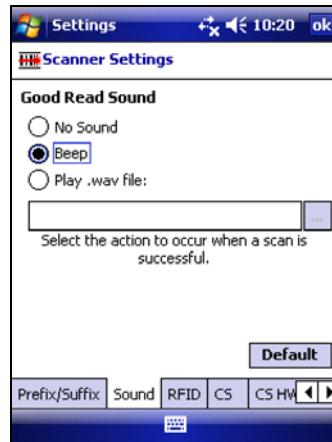 Settings 10:20 ok
Scanner Settings
Good Read Sound
No Sound
Beep
Play .wav file:
...
Select the action to occur when a scan is
successful.
Default
Prefix/Suffix Sound RFID CS CS HW